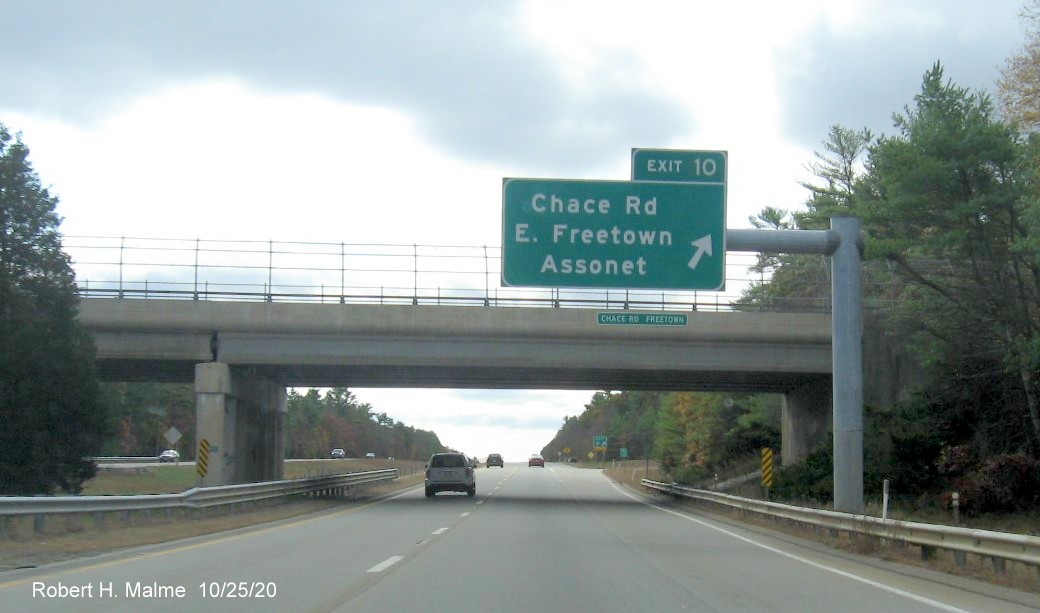 EXIT 10
Chace Rd
E. Freetown
Assonet
CHACE RD FREETOWN
Robert H. Malme 10/25/20